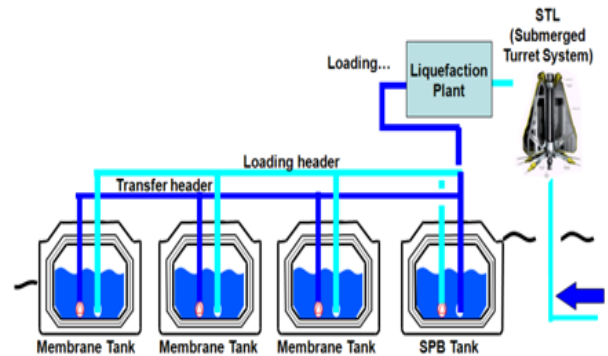 STL
(Submerged
Turret System)
Loading...
Liquefaction
Plant
Loading header
Transfer header
Membrane Tank
Membrane Tank
Membrane Tank
SPB Tank